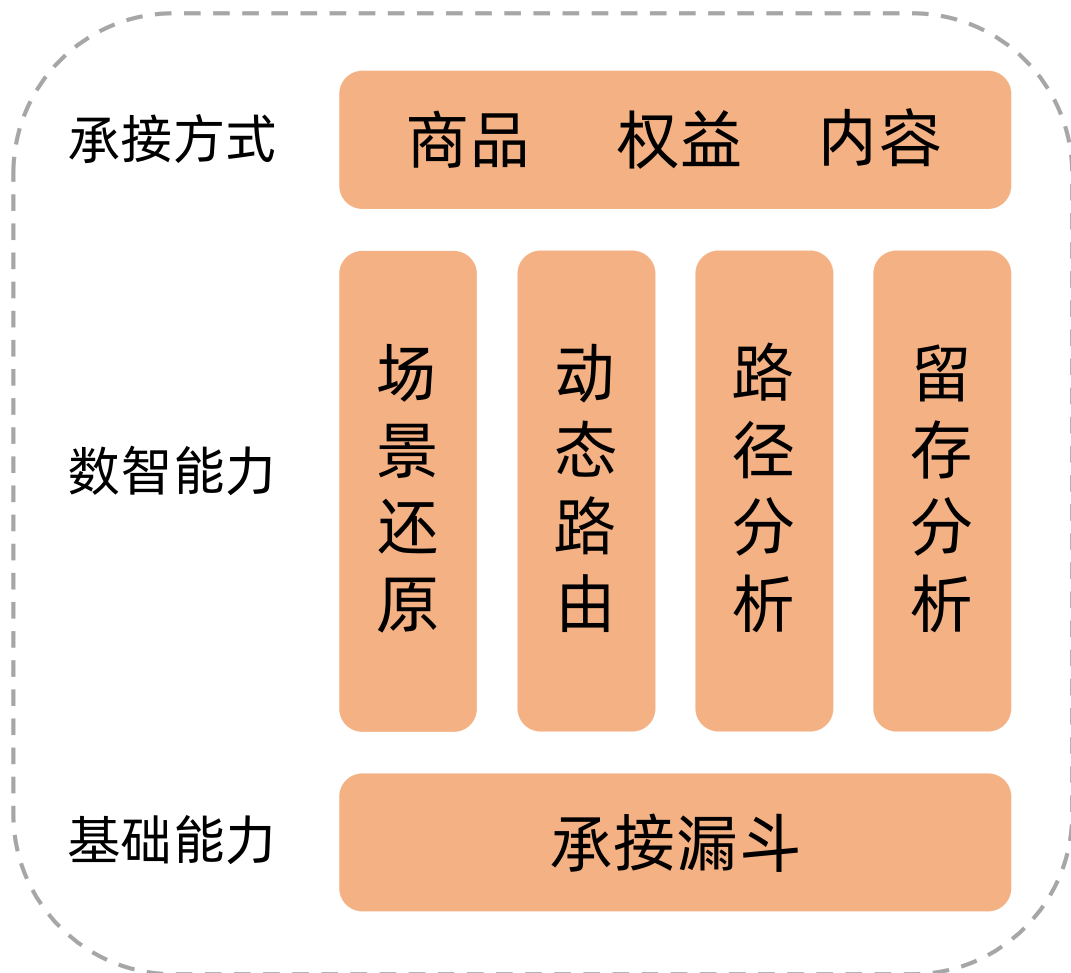 承接方式
商品 权益 内容
数智能力
场景还原
动态路由
路径分析
留存分析
基础能力
承接漏斗